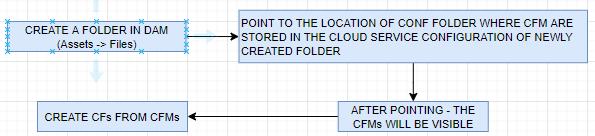 CREATE A FOLDER IN DAM
(Assets -> Files)
POINT TO THE LOCATION OF CONF FOLDER WHERE CFM ARE
STORED IN THE CLOUD SERVICE CONFIGURATION OF NEWLY
CREATED FOLDER
AFTER POINTING - THE
CFMs WILL BE VISIBLE
CREATE CFs FROM CFMs